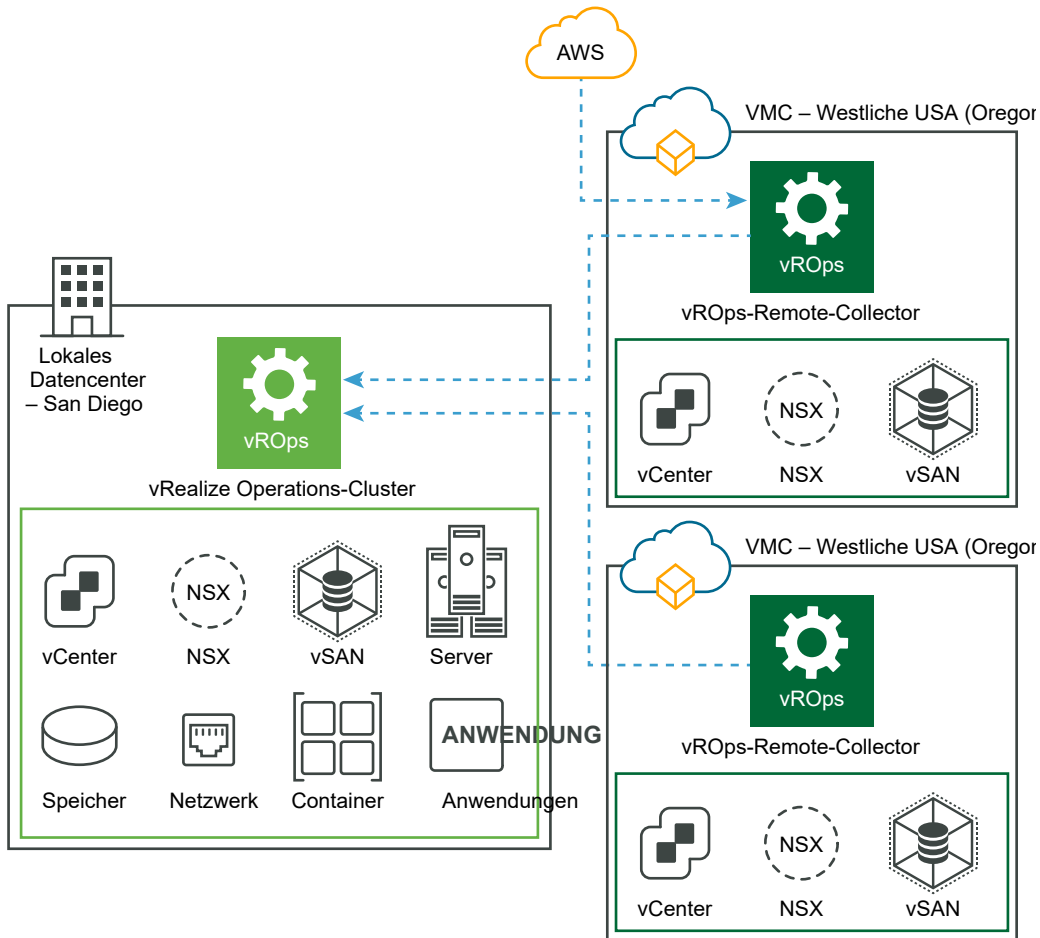 AWS
VMC – Westliche USA (Oregon
vROps
vROps-Remote-Collector
vCenter
NSX
NSX
vSAN
Lokales
Datencenter
– San Diego
vROps
vRealize Operations-Cluster
vCenter
NSX
NSX
vSAN
Server
Speicher
Netzwerk
Container
ANWENDUNG
Anwendungen
VMC – Westliche USA (Oregon
vROps
vROps-Remote-Collector
vCenter
NSX
NSX
vSAN